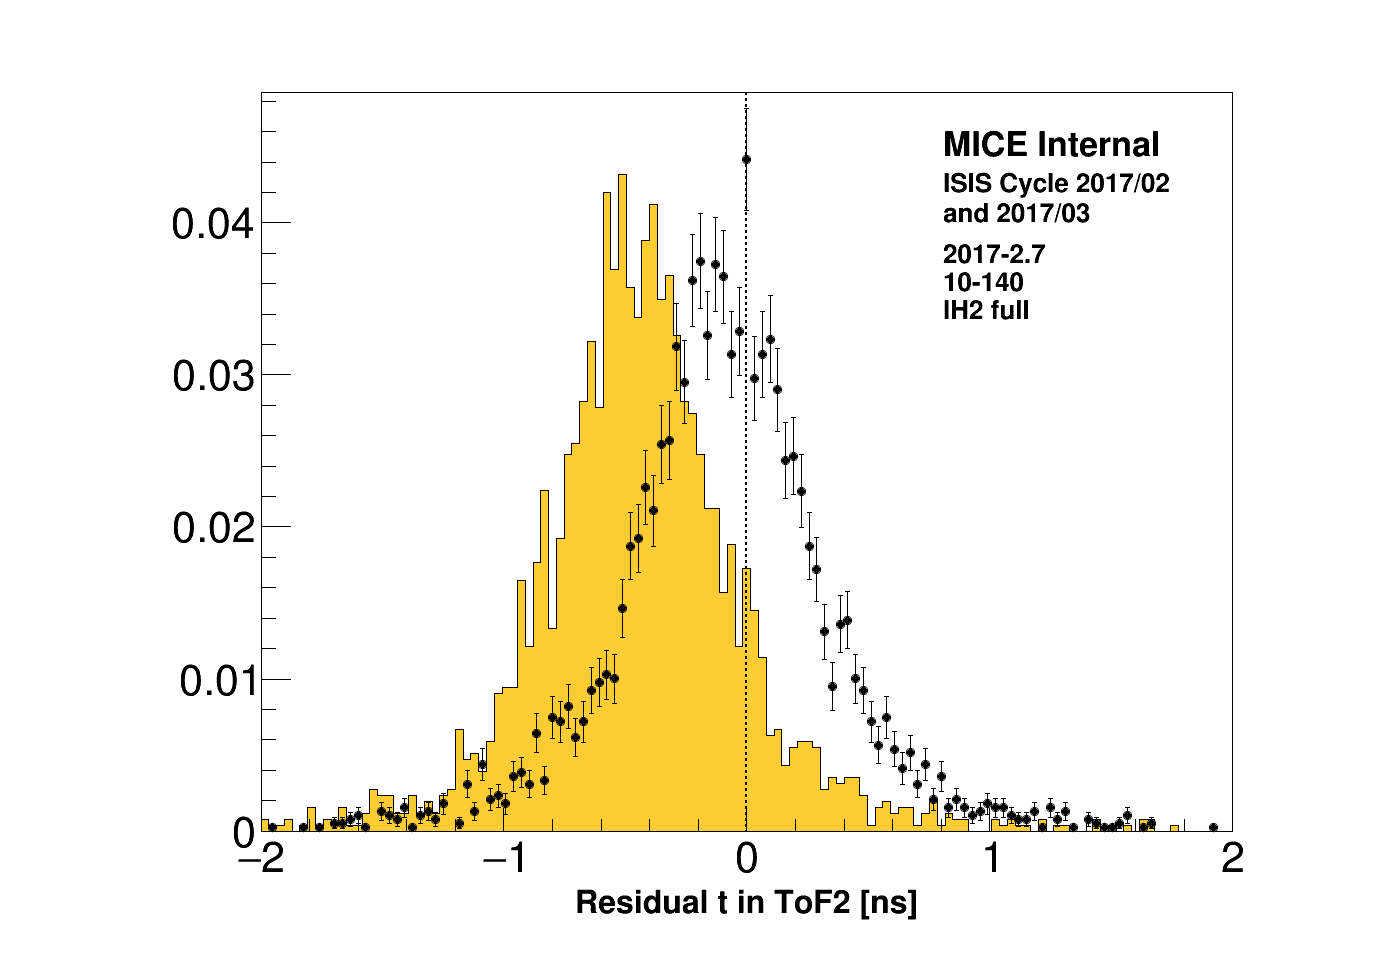 MICE Internal
ISIS Cycle 2017/02
and 2017/03
2017-2.7
10-140
IH2 full
0.04
0.03
0.02
0.01
0
−2
−1
0
1
2
Residual t in ToF2 [ns]